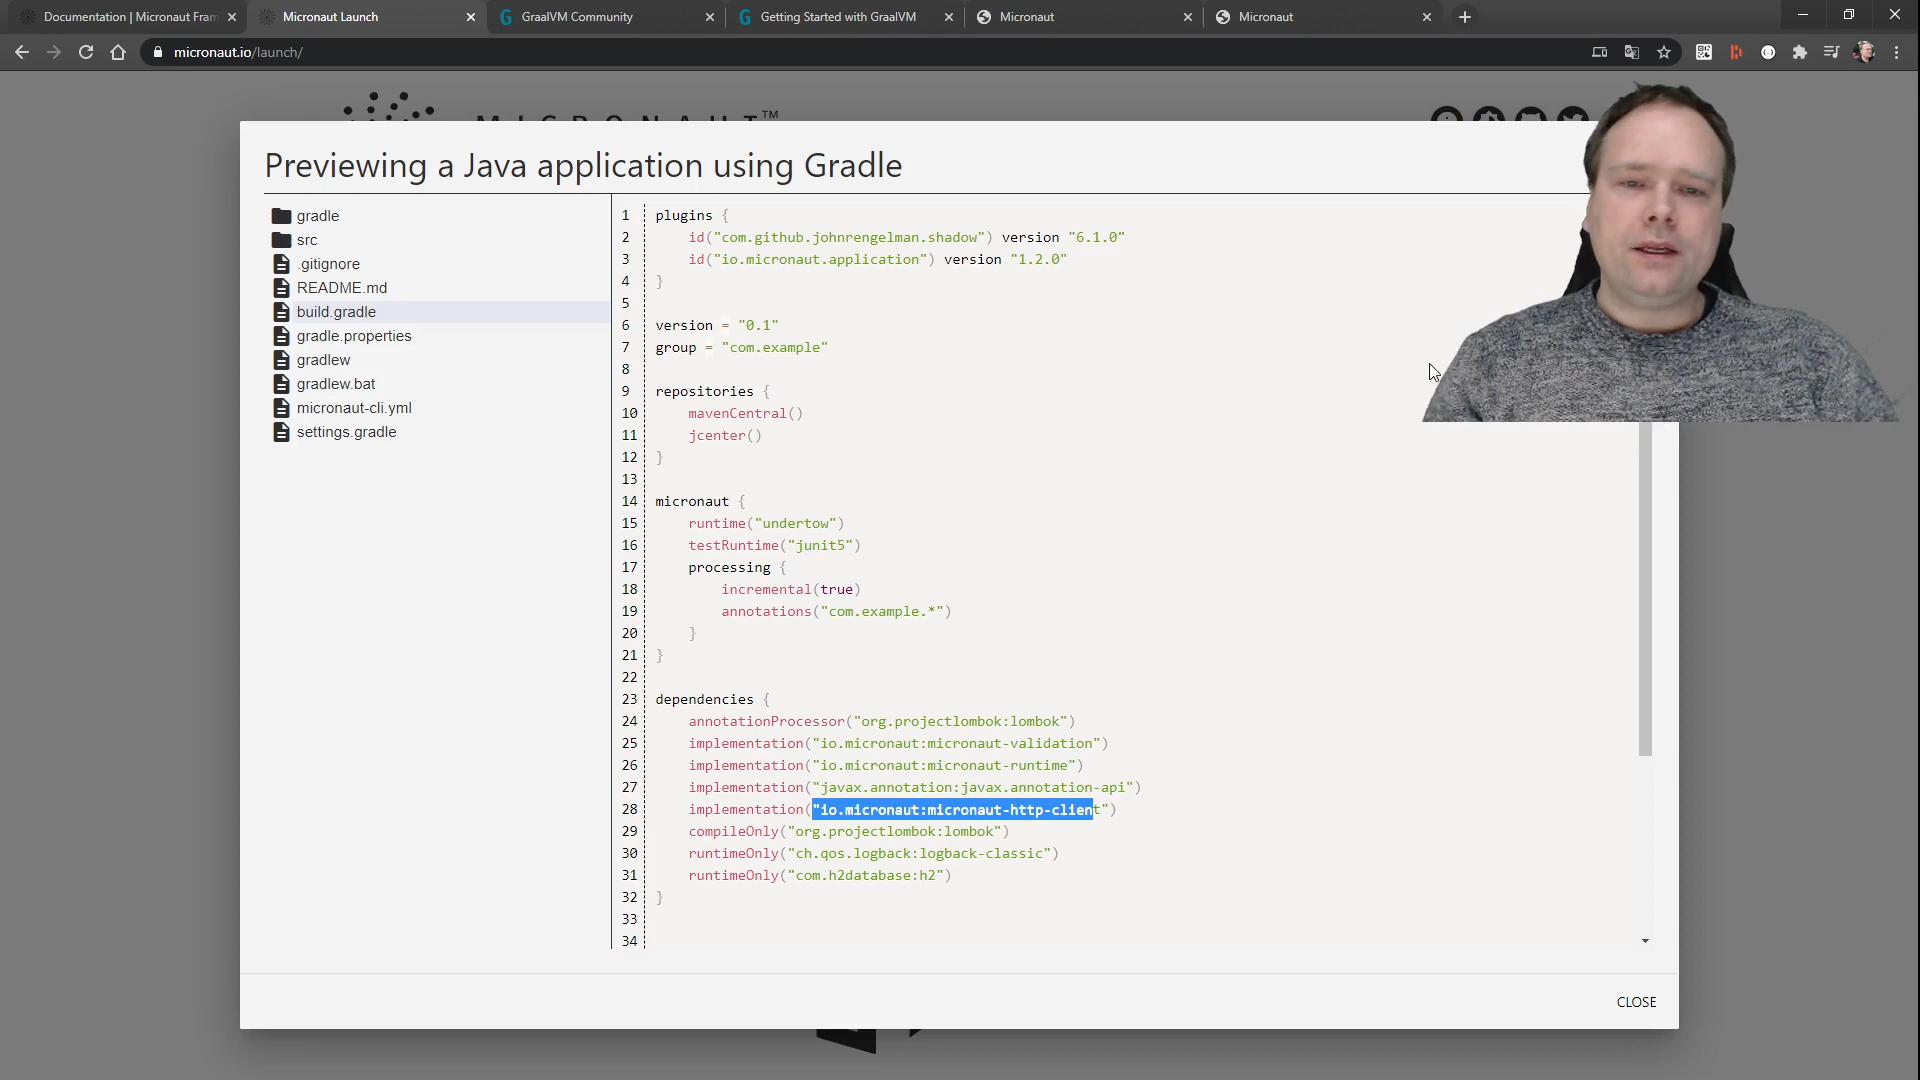 Documentation | Micronaut Fram
Micronaut Launch
GraalVM Community
Getting Started with GraalVM
Micronaut
Micronaut
micronaut.io/launch/
MICRONAUT™
Previewing a Java application using Gradle
gradle
src
.gitignore
README.md
build.gradle
gradle.properties
gradlew
gradlew.bat
micronaut-cli.yml
settings.gradle
1 plugins {
2 id("com.github.johnrengelman.shadow") version "6.1.0"
3 id("io.micronaut.application") version "1.2.0"
4 }
5
6 version = "0.1"
7 group = "com.example"
8
9 repositories {
10 mavenCentral()
11 jcenter()
12 }
13
14 micronaut {
15 runtime("undertow")
16 testRuntime("junit5")
17 processing {
18 incremental(true)
19 annotations("com.example.*")
20 }
21 }
22
23 dependencies {
24 annotationProcessor("org.projectlombok:lombok")
25 implementation("io.micronaut:micronaut-validation")
26 implementation("io.micronaut:micronaut-runtime")
27 implementation("javax.annotation:javax.annotation-api")
28 implementation("io.micronaut:micronaut-http-client")
29 compileOnly("org.projectlombok:lombok")
30 runtimeOnly("ch.qos.logback:logback-classic")
31 runtimeOnly("com.h2database:h2")
32 }
33
34
CLOSE